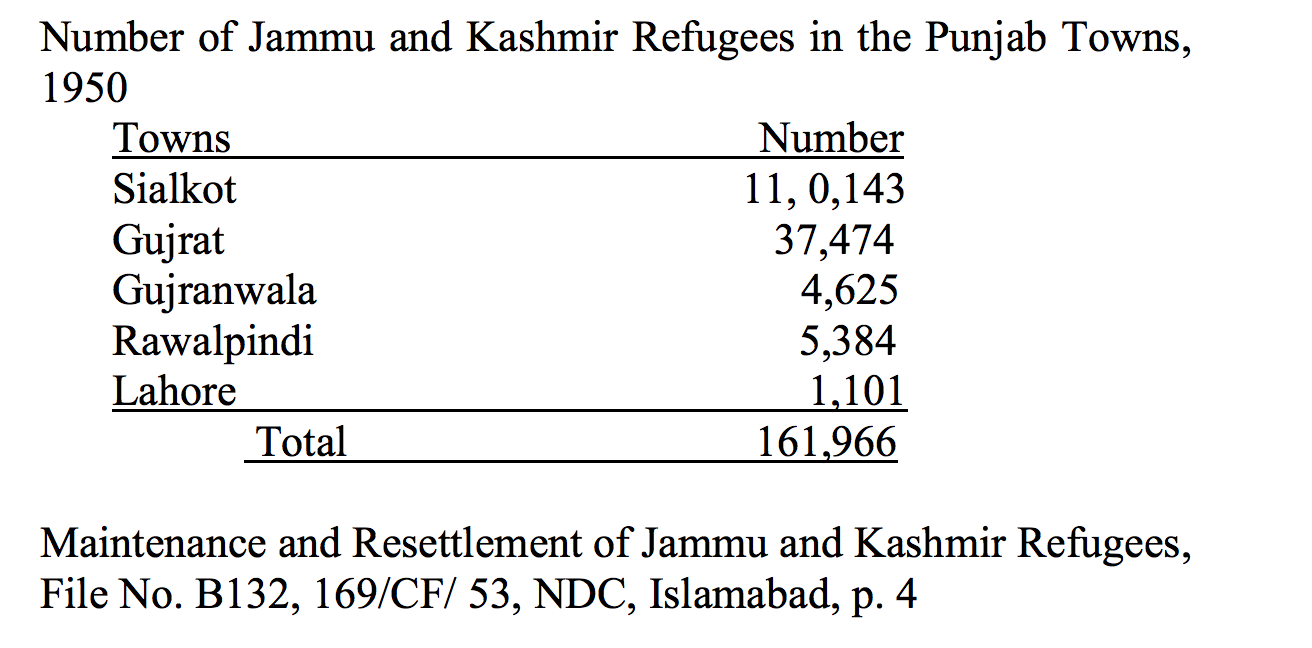 Number of Jammu and Kashmir Refugees in the Punjab Towns,
1950
Towns Number
Sialkot 11, 0,143
Gujrat 37,474
Gujranwala 4,625
Rawalpindi 5,384
Lahore 1,101
Total 161,966
Maintenance and Resettlement of Jammu and Kashmir Refugees,
File No. B132, 169/CF/ 53, NDC, Islamabad, p. 4